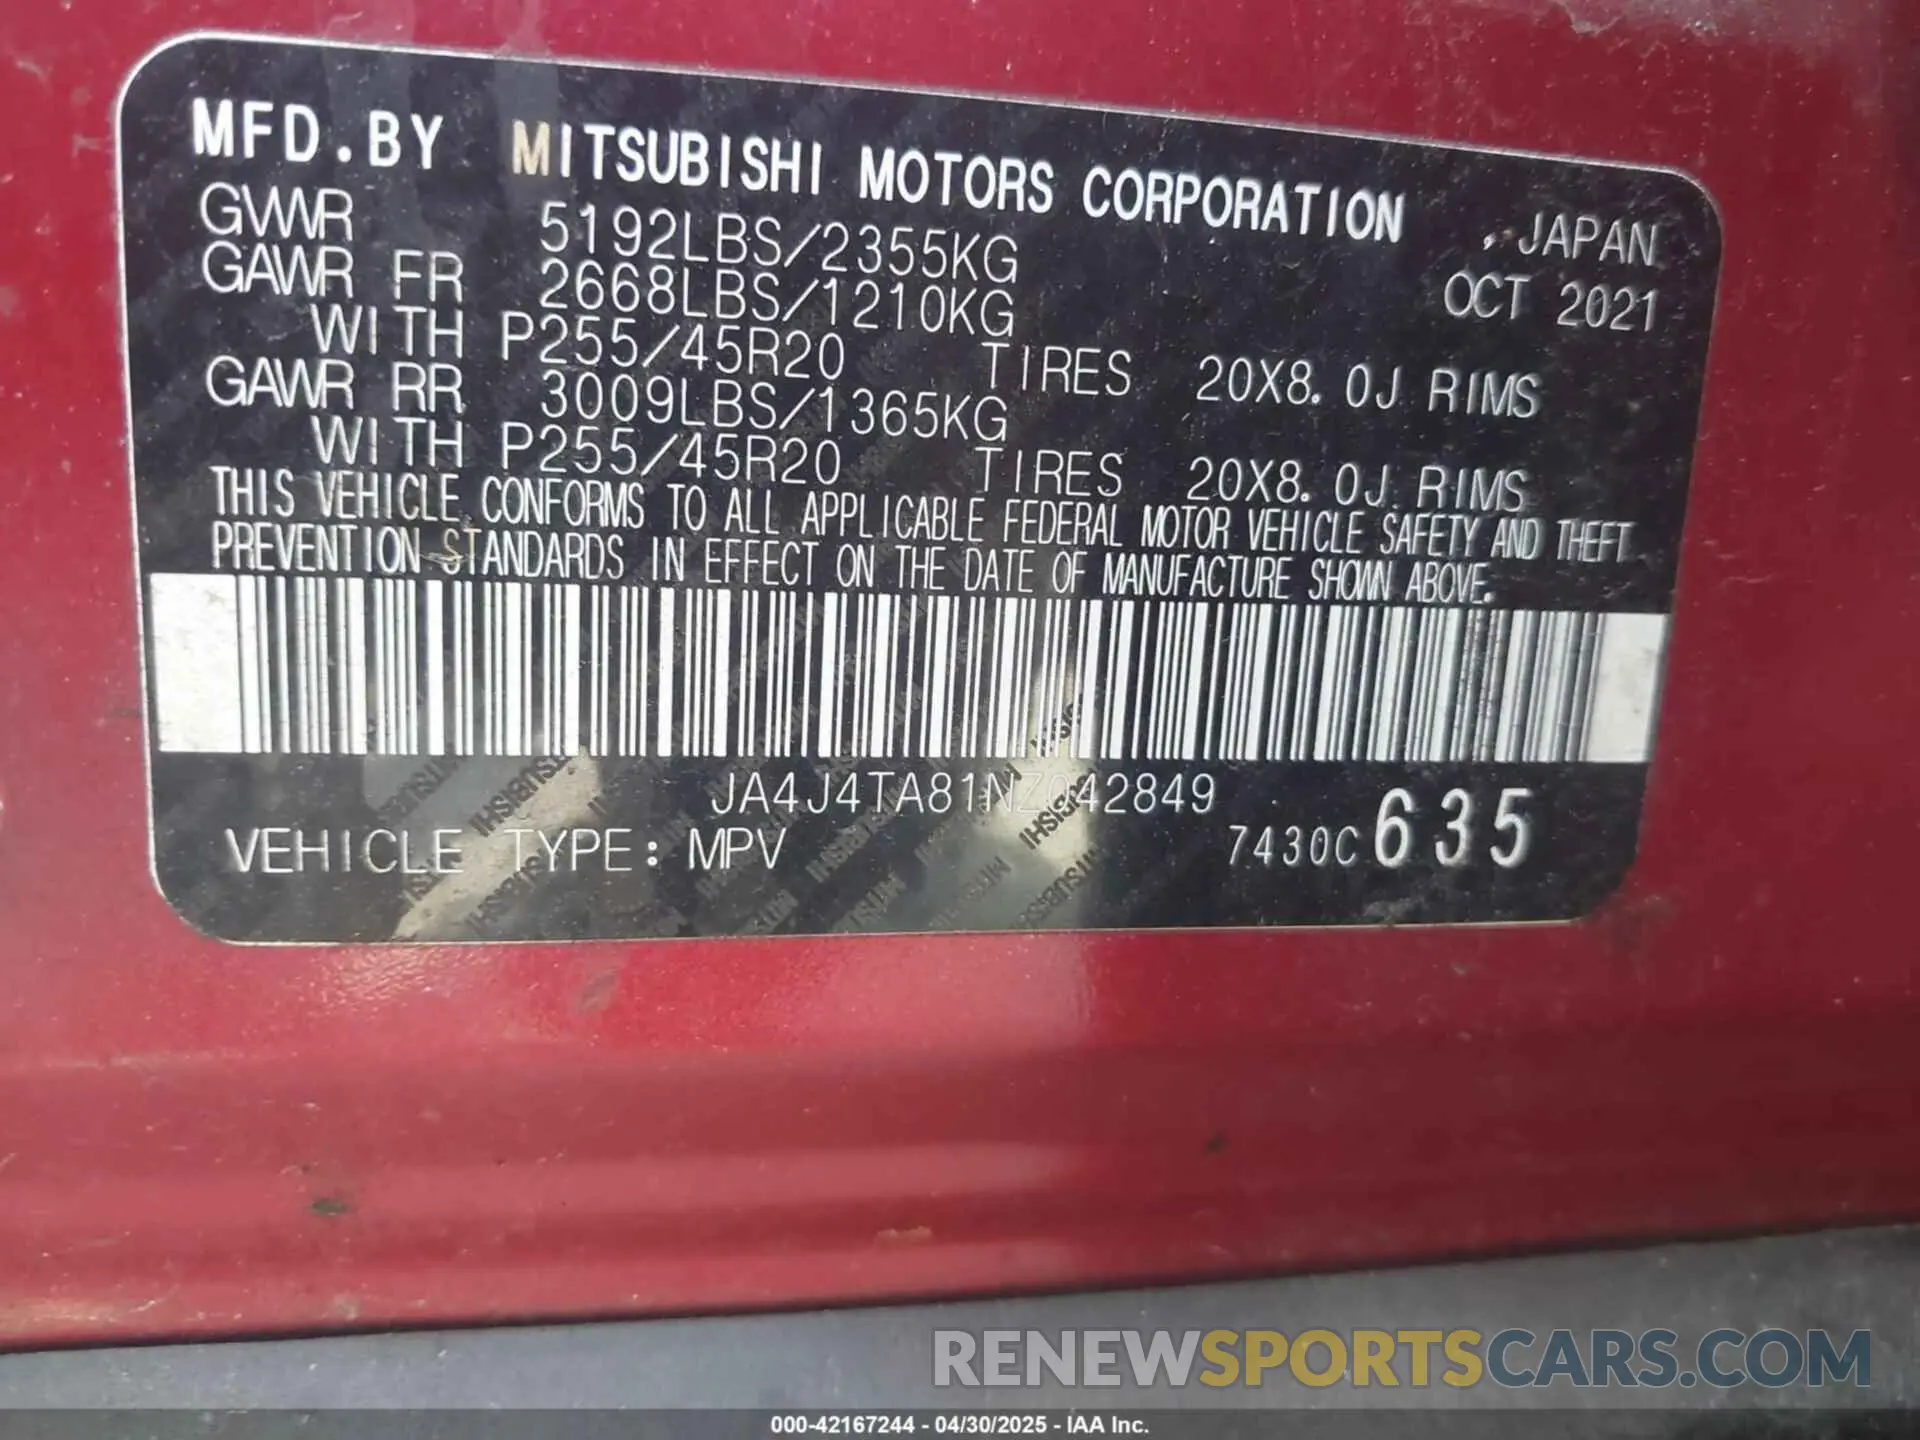 MFD.BY MITSUBISHI MOTORS CORPORATION
GVWR 5192LBS/2355KG JAPAN
GAWR FR 2668LBS/1210KG OCT 2021
WITH P255/45R20 TIRES 20X8.0J RIMS
GAWR RR 3009LBS/1365KG
WITH P255/45R20 TIRES 20X8.0J RIMS
THIS VEHICLE CONFORMS TO ALL APPLICABLE FEDERAL MOTOR VEHICLE SAFETY AND THEFT
PREVENTION STANDARDS IN EFFECT ON THE DATE OF MANUFACTURE SHOWN ABOVE.
JA4J4TA81NZ042849
VEHICLE TYPE: MPV 7430C 635
RENEWSPORTSCARS.COM
000-42167244 - 04/30/2025 - IAA Inc.